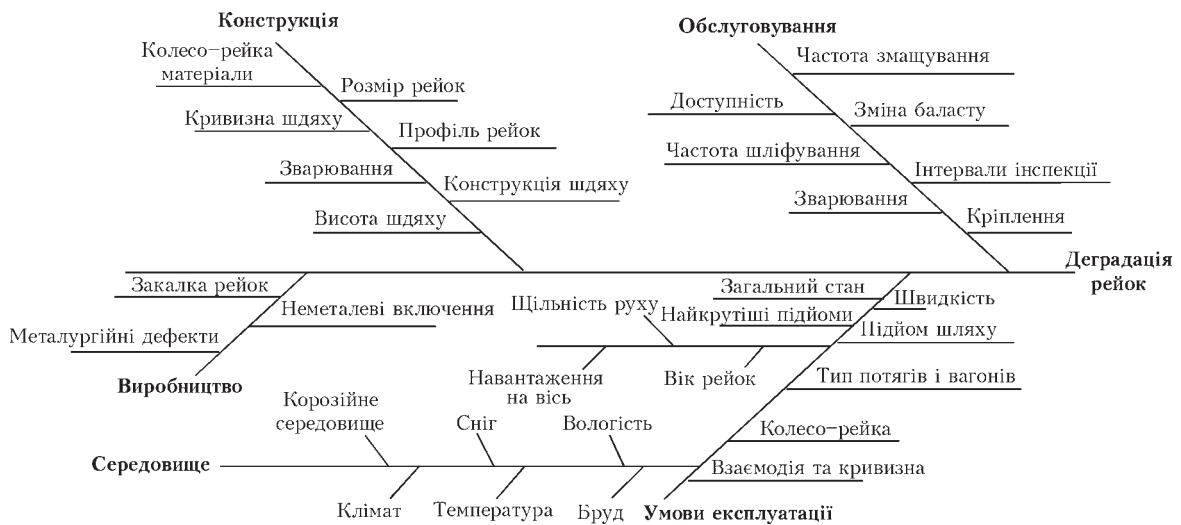 Конструкція
Обслуговування
Колесо–рейка
матеріали
Частота змащування
Розмір рейок
Доступність
Зміна баласту
Кривизна шдяху
Профіль рейок
Частота шліфування
Зварювання
Інтервали інспекції
Конструкція шдяху
Зварювання
Висота шдяху
Кріплення
Деградація
рейок
Закалка рейок
Загальний стан
Швидкість
Неметалеві включення
Щільність руху
Найкрутіші підйоми
Металургійні дефекти
Підйом шляху
Виробництво
Навантаження
на вісь
Вік рейок
Тип потягів і вагонів
Корозійне
середовище
Сніг
Вологість
Колесо–рейка
Середовище
Взаємодія та кривизна
Клімат
Температура
Бруд
Умови експлуатації